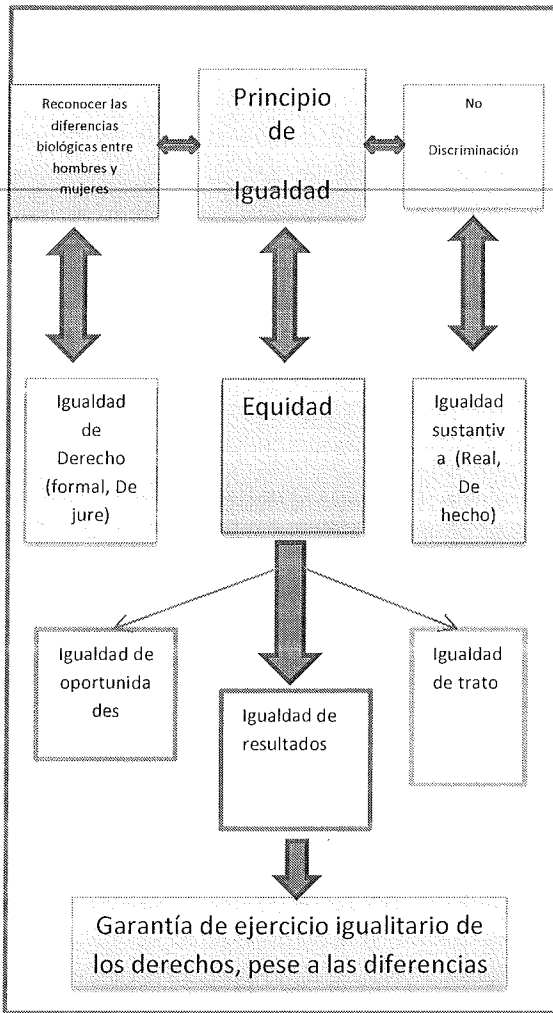 Reconocer las
diferencias
biológicas entre
hombres y
mujeres
Principio
de
Igualdad
No
Discriminación
Igualdad
de
Derecho
(formal, De
jure)
Equidad
Igualdad
sustantiv
a (Real,
De
hecho)
Igualdad de
oportunida
des
Igualdad de
resultados
Igualdad
de trato
Garantía de ejercicio igualitario de
los derechos, pese a las diferencias